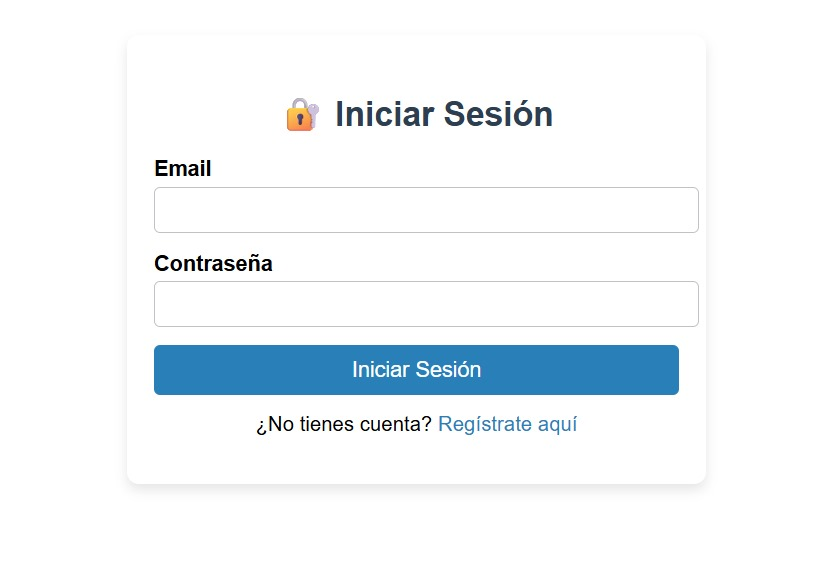 Iniciar Sesión
Email
Contraseña
Iniciar Sesión
¿No tienes cuenta? Regístrate aquí